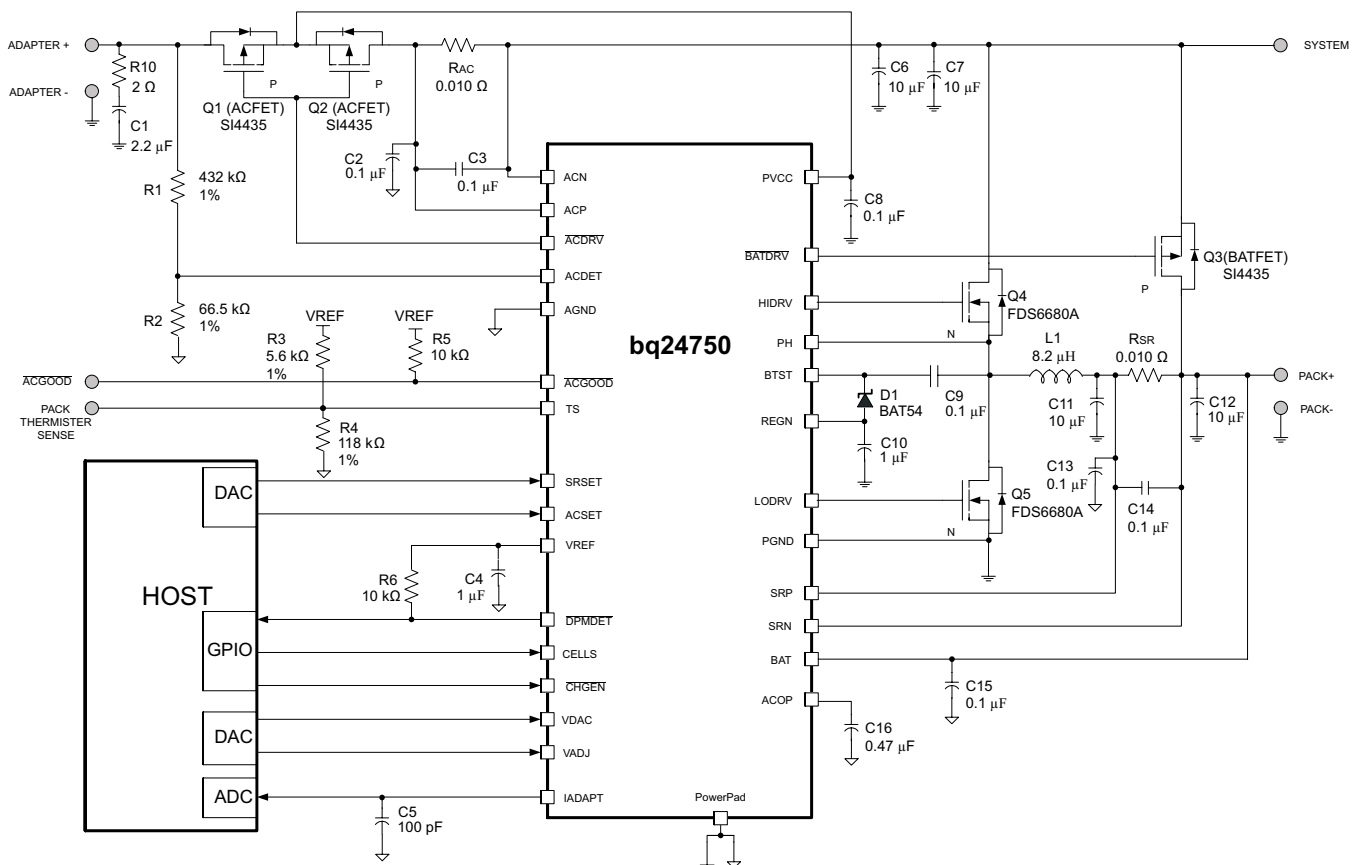 ADAPTER +
R10
2 Ω
ADAPTER -
C1
2.2 µF
P
Q1 (ACFET)
SI4435
P
Q2 (ACFET)
SI4435
RAC
0.010 Ω
C6
10 µF
C7
10 µF
SYSTEM
R1
432 kΩ
1%
C2
0.1 µF
C3
0.1 µF
ACN
ACP
ACDRV
ACDET
AGND
ACGOOD
TS
SRSET
ACSET
VREF
DPMDET
CELLS
CHGEN
VDAC
VADJ
IADAPT
R2
66.5 kΩ
1%
VREF
R3
5.6 kΩ
1%
VREF
R5
10 kΩ
ACGOOD
PACK
THERMISTER
SENSE
R4
118 kΩ
1%
HOST
DAC
GPIO
DAC
ADC
R6
10 kΩ
C4
1 µF
C5
100 pF
bq24750
PowerPad
PVCC
BATDRV
HIDRV
PH
BTST
REGN
LODRV
PGND
SRP
SRN
BAT
ACOP
C8
0.1 µF
P
Q3(BATFET)
SI4435
Q4
FDS6680A
N
D1
BAT54
C9
0.1 µF
C10
1 µF
L1
8.2 µH
RSR
0.010 Ω
C11
10 µF
C12
10 µF
PACK+
PACK-
C13
0.1 µF
C14
0.1 µF
Q5
FDS6680A
N
C15
0.1 µF
C16
0.47 µF